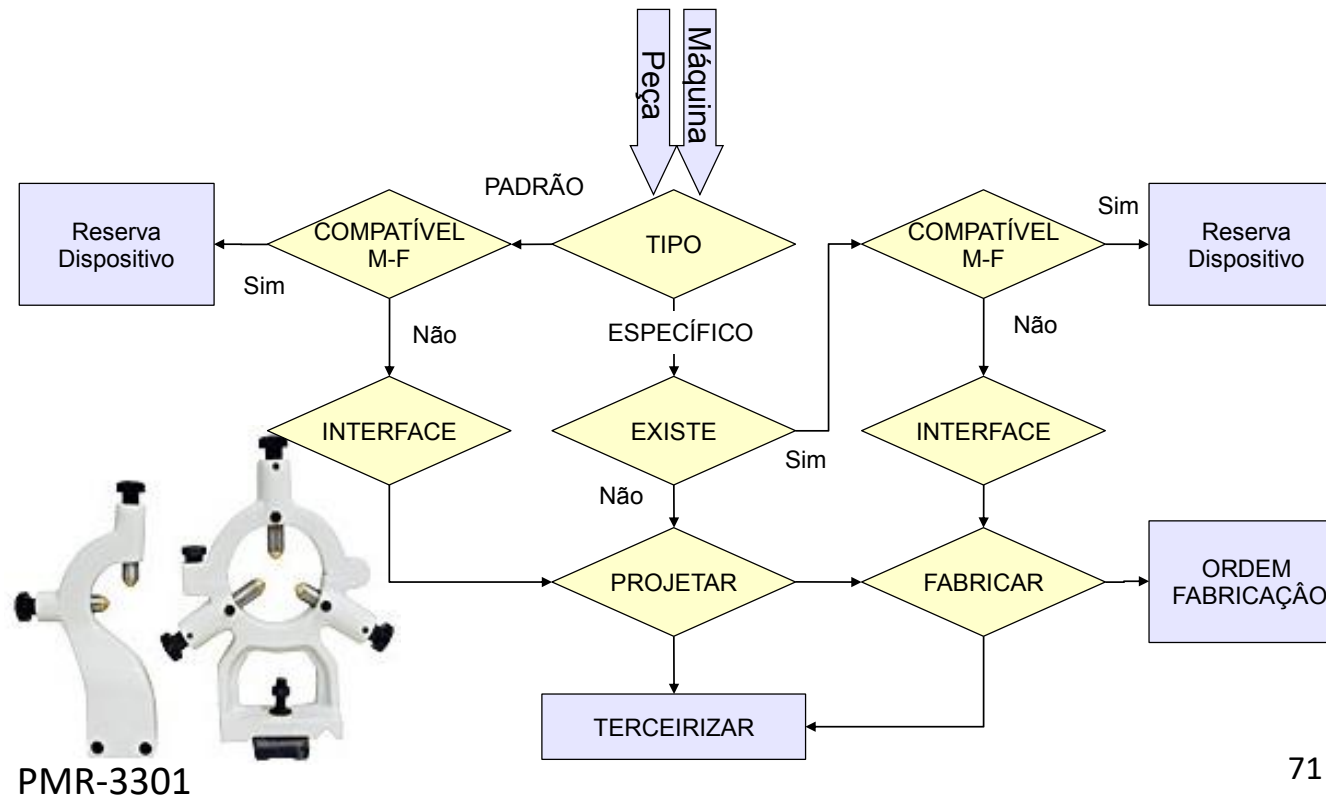 Peça
Máquina
PADRÃO
Reserva
Dispositivo
Sim
COMPATÍVEL
M-F
TIPO
COMPATÍVEL
M-F
Sim
Reserva
Dispositivo
Não
ESPECÍFICO
Não
INTERFACE
EXISTE
Sim
INTERFACE
Não
PROJETAR
FABRICAR
ORDEM
FABRICAÇÂO
TERCEIRIZAR
PMR-3301
71